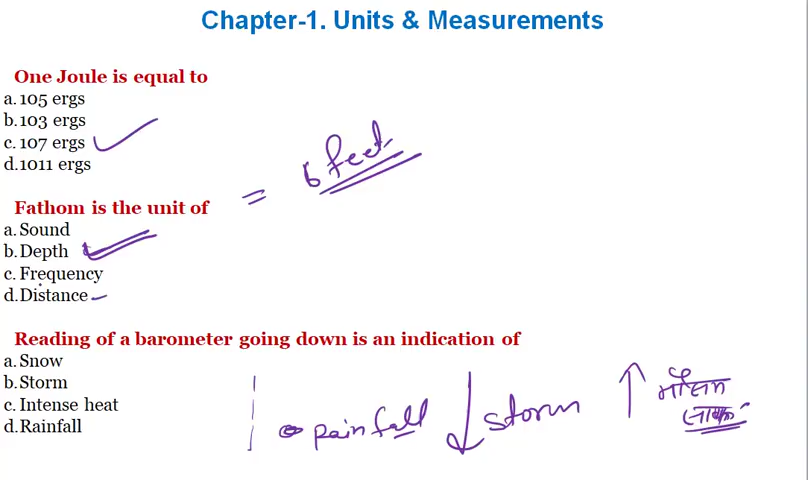 Chapter-1. Units & Measurements
One Joule is equal to
a. 105 ergs
b. 103 ergs
c. 107 ergs
d. 1011 ergs
= 6 feet
Fathom is the unit of
a. Sound
b. Depth
c. Frequency
d. Distance
Reading of a barometer going down is an indication of
a. Snow
b. Storm
c. Intense heat
d. Rainfall
rainfall
storm
मौसम
साफ